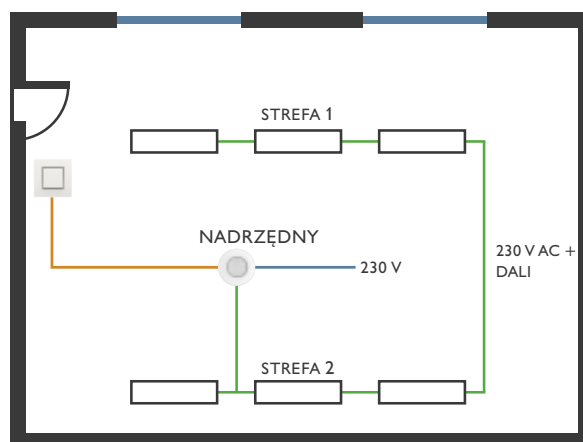 STREFA 1
NADRZĘDNY
230 V
230 V AC +
DALI
STREFA 2